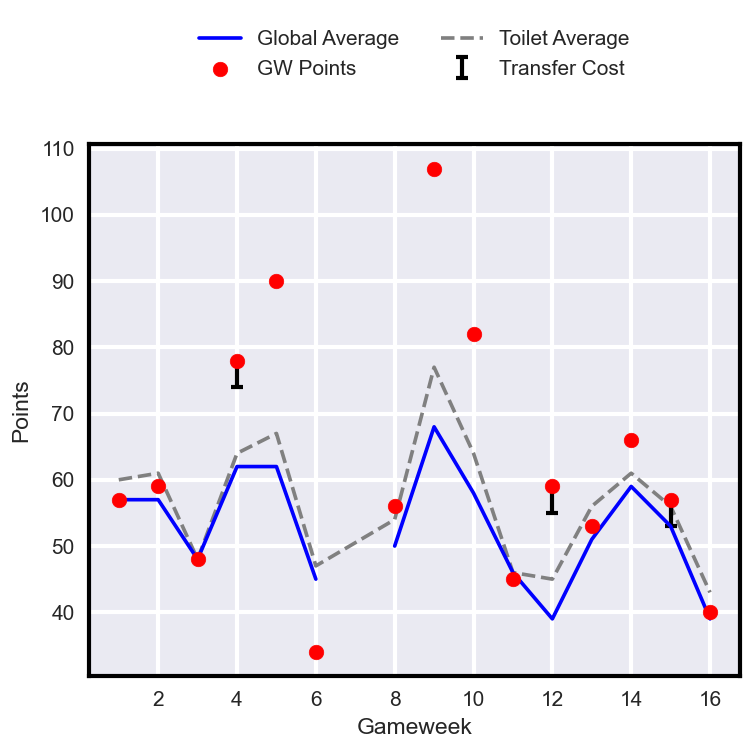 Global Average
Toilet Average
GW Points
Transfer Cost
110
100
90
80
70
60
50
40
Points
2 4 6 8 10 12 14 16
Gameweek